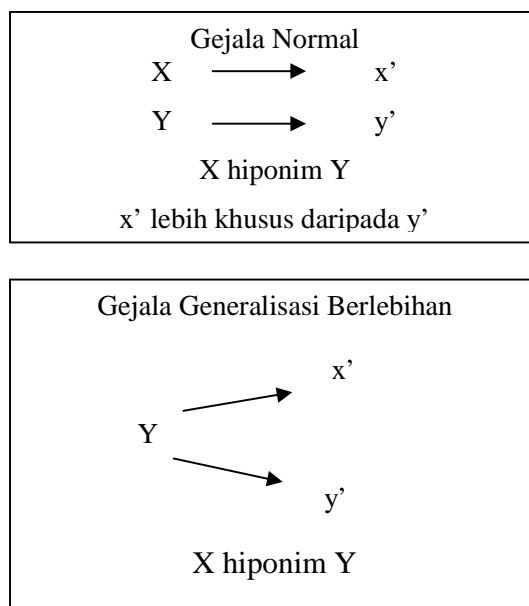 Gejala Normal
X x’
Y y’
X hiponim Y
x’ lebih khusus daripada y’
Gejala Generalisasi Berlebihan
x’
Y
y’
X hiponim Y